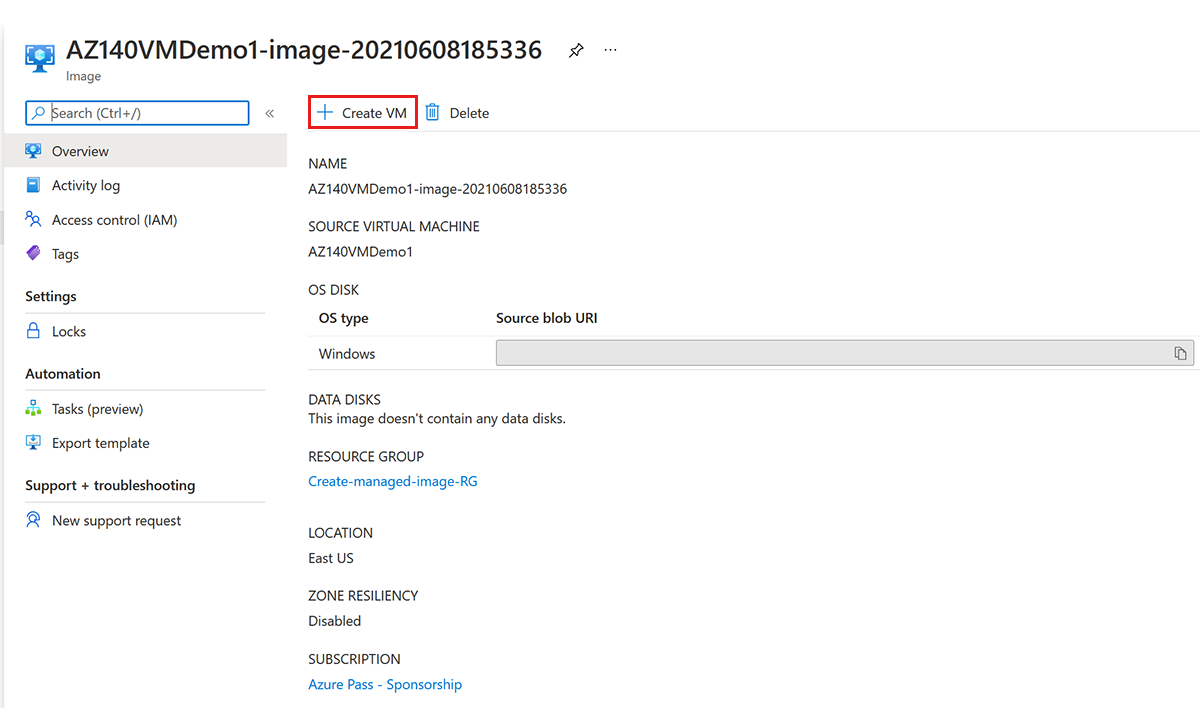 AZ140VMDemo1-image-20210608185336
Image
Search (Ctrl+/)
Overview
Activity log
Access control (IAM)
Tags
Settings
Locks
Automation
Tasks (preview)
Export template
Support + troubleshooting
New support request
Create VM
Delete
NAME
AZ140VMDemo1-image-20210608185336
SOURCE VIRTUAL MACHINE
AZ140VMDemo1
OS DISK
OS type Source blob URI
Windows
DATA DISKS
This image doesn't contain any data disks.
RESOURCE GROUP
Create-managed-image-RG
LOCATION
East US
ZONE RESILIENCY
Disabled
SUBSCRIPTION
Azure Pass - Sponsorship